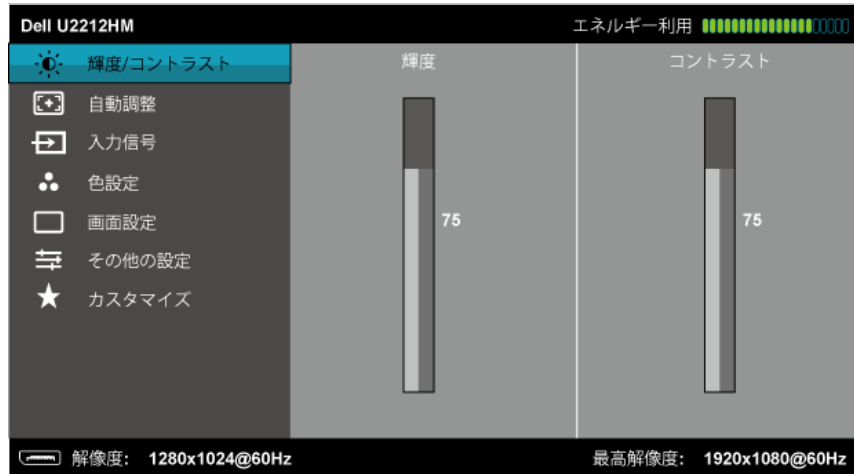 Dell U2212HM
エネルギー利用
輝度/コントラスト
自動調整
入力信号
色設定
画面設定
その他の設定
カスタマイズ
輝度
75
コントラスト
75
解像度: 1280x1024@60Hz
最高解像度: 1920x1080@60Hz